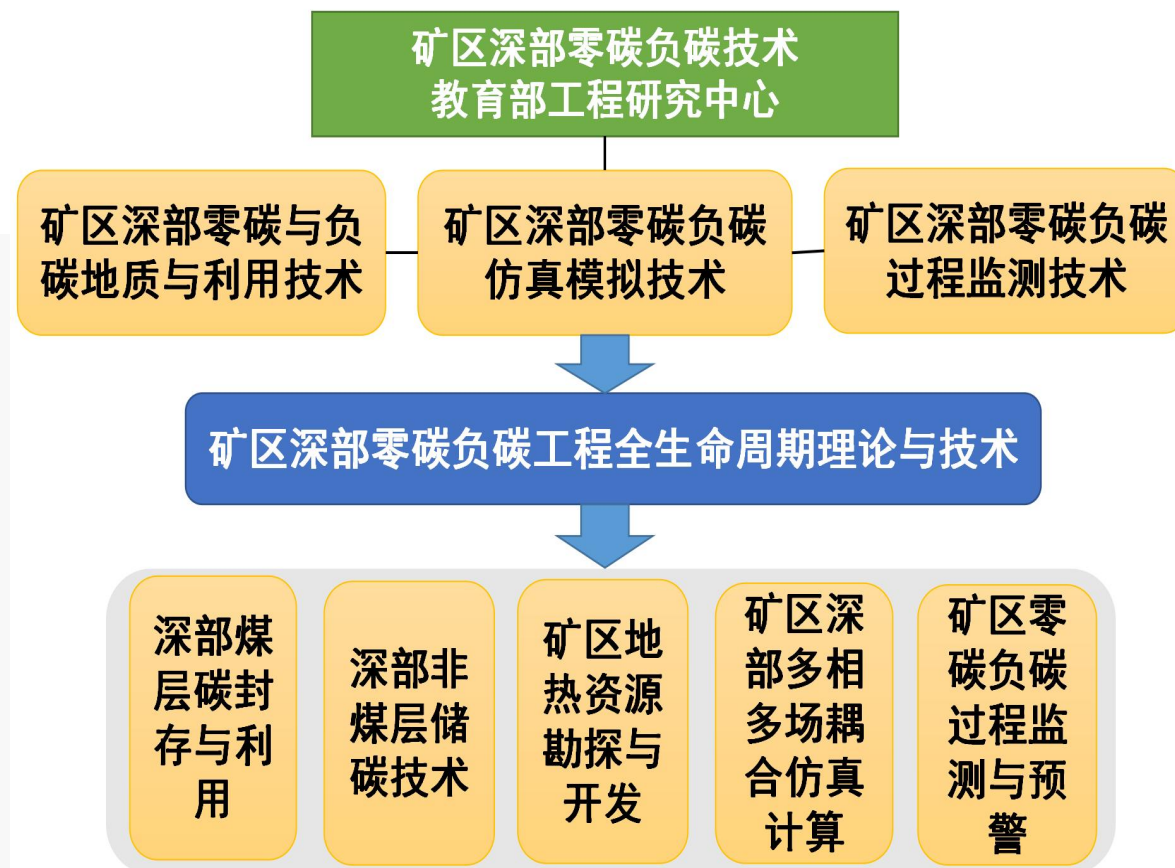 矿区深部零碳负碳技术
教育部工程研究中心
矿区深部零碳与负
碳地质与利用技术
矿区深部零碳负碳
仿真模拟技术
矿区深部零碳负碳
过程监测技术
矿区深部零碳负碳工程全生命周期理论与技术
深部煤
层碳封
存与利
用
深部非
煤层储
碳技术
矿区地
热资源
勘探与
开发
矿区深
部多相
多场耦
合仿真
计算
矿区零
碳负碳
过程监
测与预
警